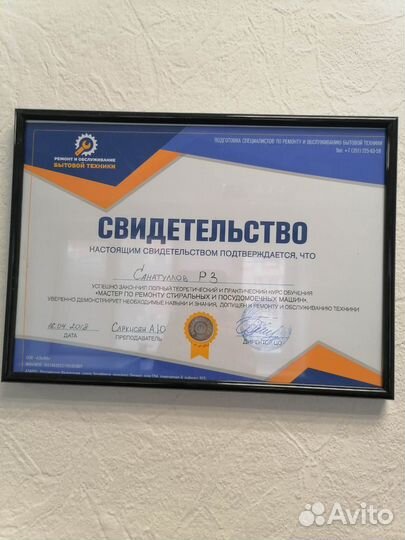 РЕМОНТ И ОБСЛУЖИВАНИЕ
БЫТОВОЙ ТЕХНИКИ
ПОДГОТОВКА СПЕЦИАЛИСТОВ ПО РЕМОНТУ И ОБСЛУЖИВАНИЮ БЫТОВОЙ ТЕХНИКИ
СВИДЕТЕЛЬСТВО
НАСТОЯЩИМ СВИДЕТЕЛЬСТВОМ ПОДТВЕРЖДАЕТСЯ, ЧТО
Санатуллов Р З
УСПЕШНО ЗАКОНЧИЛ ПОЛНЫЙ ТЕОРЕТИЧЕСКИЙ И ПРАКТИЧЕСКИЙ КУРС ОБУЧЕНИЯ
«МАСТЕР ПО РЕМОНТУ СТИРАЛЬНЫХ И ПОСУДОМОЕЧНЫХ МАШИН»,
УВЕРЕННО ДЕМОНСТРИРУЕТ НЕОБХОДИМЫЕ НАВЫКИ И ЗНАНИЯ, ДОПУЩЕН К РЕМОНТУ И ОБСЛУЖИВАНИЮ ТЕХНИКИ
04 2018 Саркисян А.Ю
ДАТА ПРЕПОДАВАТЕЛЬ ДИРЕКТОР ЦО
Avito